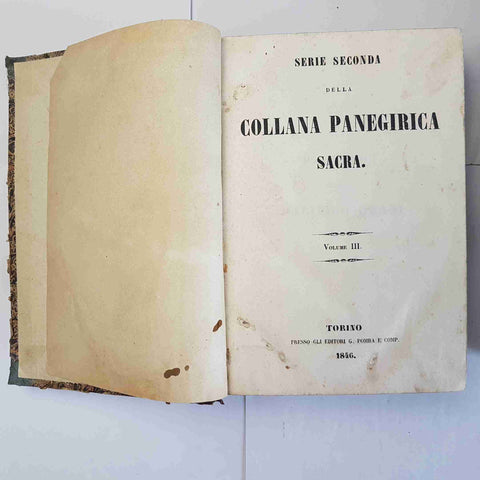 SERIE SECONDA
DELLA
COLLANA PANEGIRICA
SACRA.
VOLUME III.
TORINO
PRESSO GLI EDITORI G. POMBA E COMP.
1846.